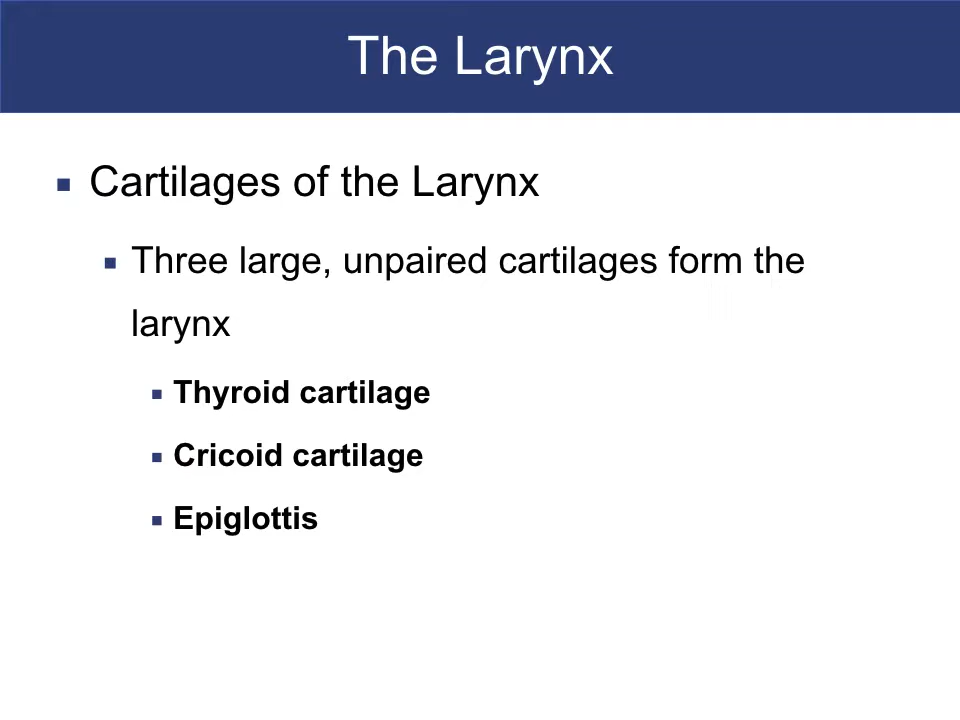 The Larynx
Cartilages of the Larynx
Three large, unpaired cartilages form the
larynx
Thyroid cartilage
Cricoid cartilage
Epiglottis